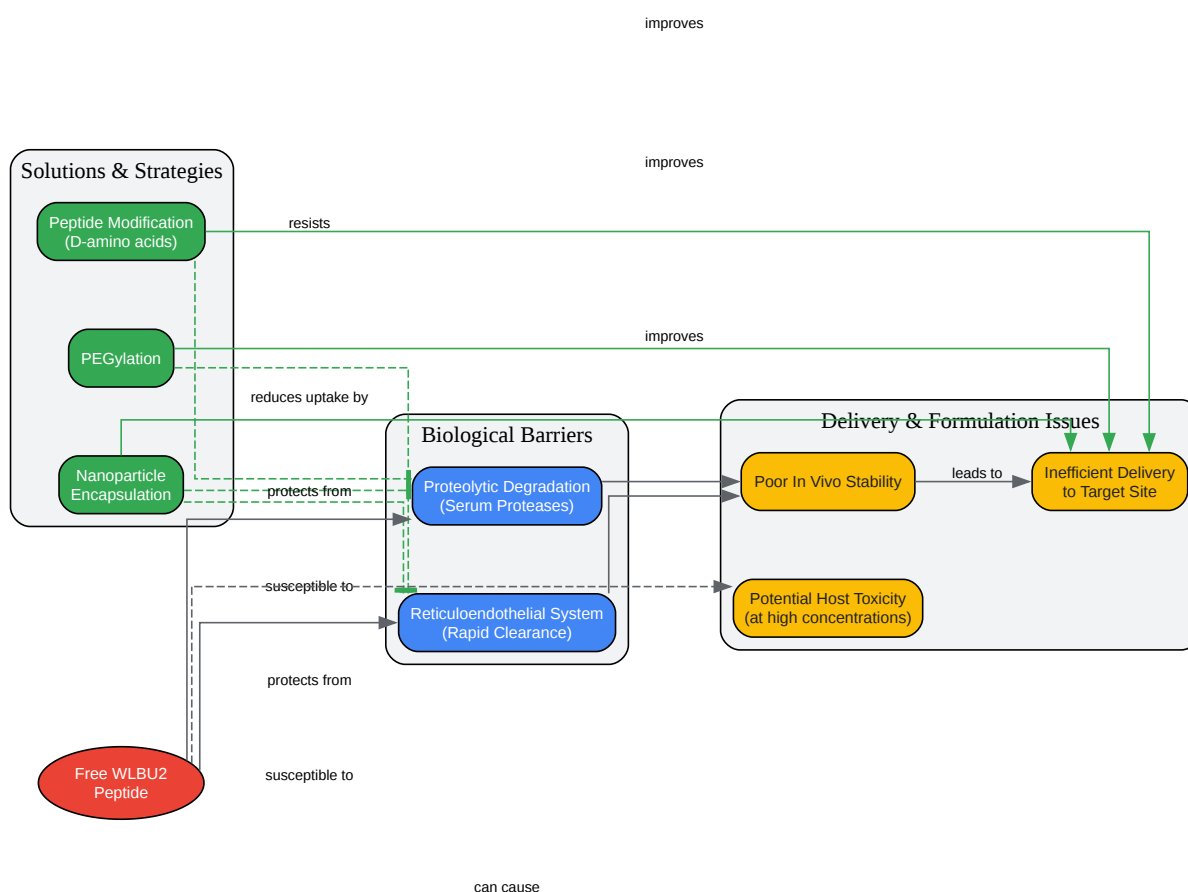 improves
improves
Solutions & Strategies
Peptide Modification
(D-amino acids)
resists
improves
PEGylation
reduces uptake by
Biological Barriers
Delivery & Formulation Issues
Nanoparticle
Encapsulation
protects from
Proteolytic Degradation
(Serum Proteases)
Poor In Vivo Stability
leads to
Inefficient Delivery
to Target Site
susceptible to
Reticuloendothelial System
(Rapid Clearance)
Potential Host Toxicity
(at high concentrations)
protects from
Free WLBU2
Peptide
susceptible to
can cause